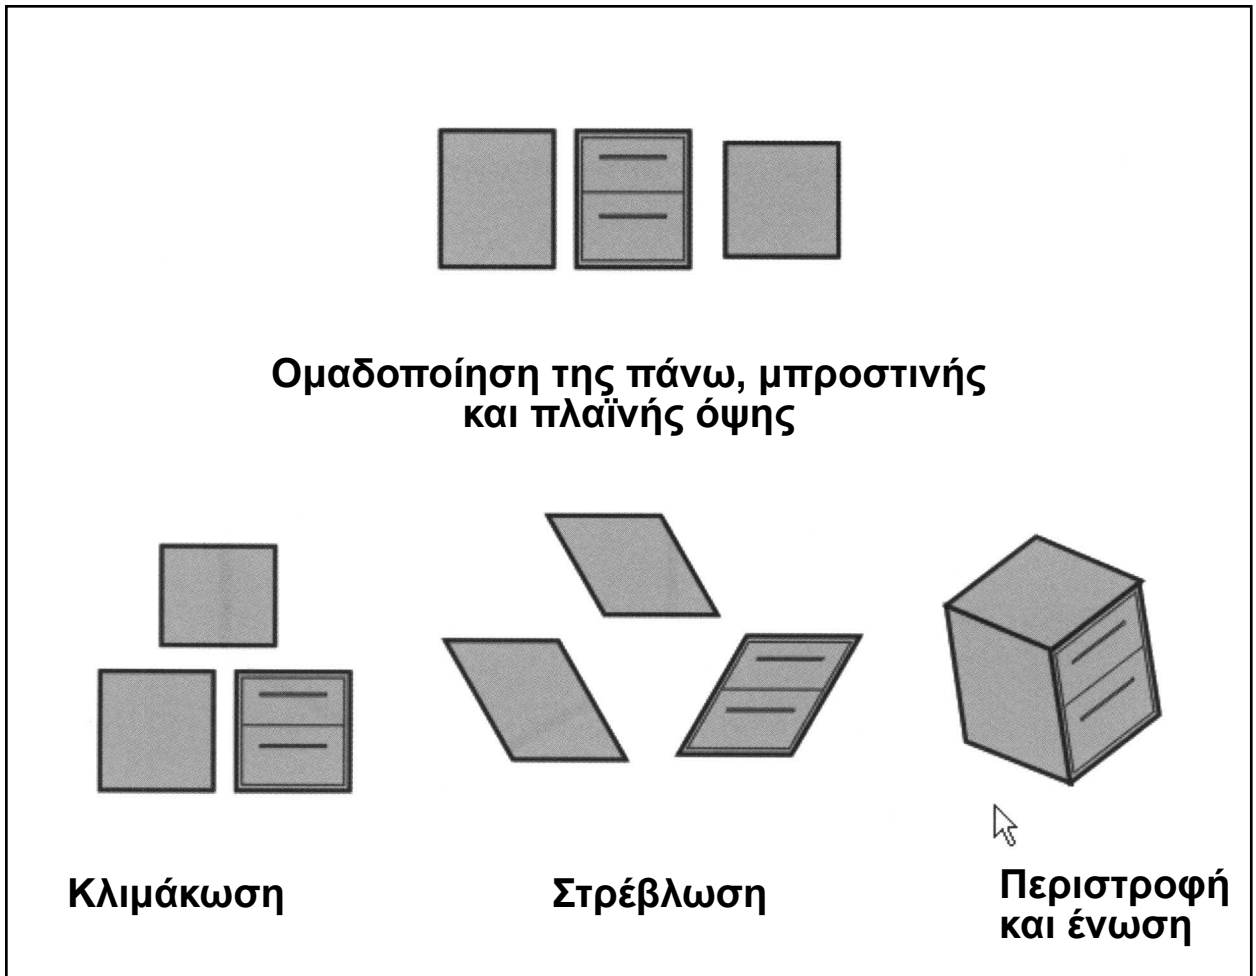 Ομαδοποίηση της πάνω, μπροστινής
και πλαϊνής όψης
Κλιμάκωση
Στρέβλωση
Περιστροφή
και ένωση